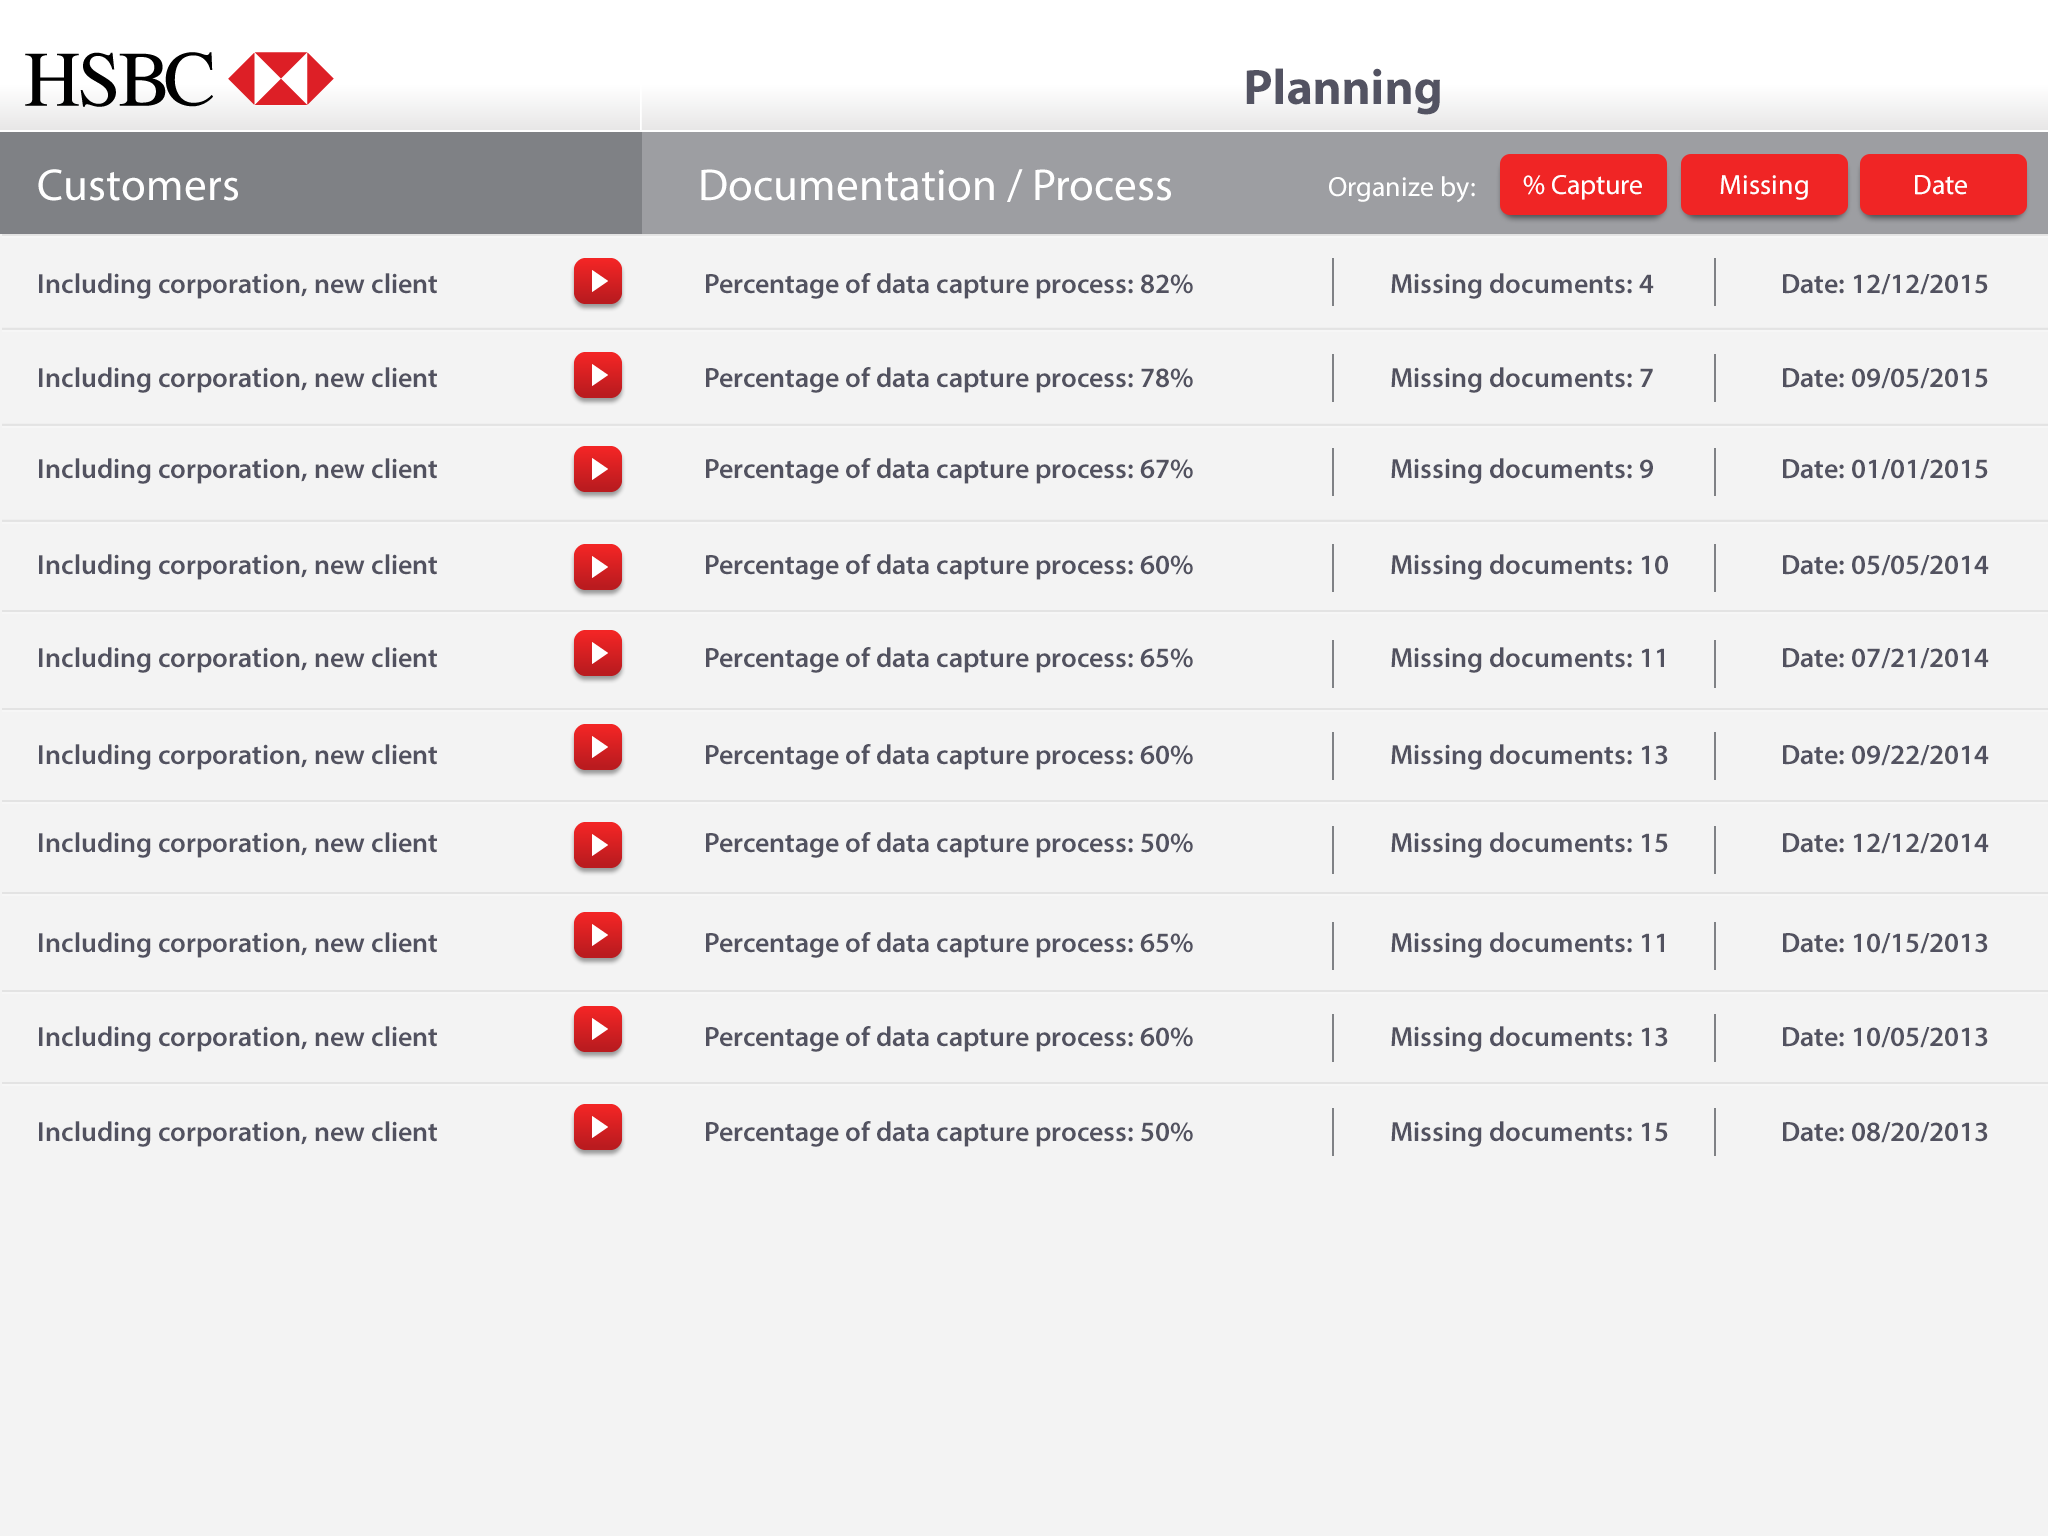 HSBC
Planning
Customers
Documentation / Process
Organize by: % Capture Missing Date
Including corporation, new client Percentage of data capture process: 82% Missing documents: 4 Date: 12/12/2015
Including corporation, new client Percentage of data capture process: 78% Missing documents: 7 Date: 09/05/2015
Including corporation, new client Percentage of data capture process: 67% Missing documents: 9 Date: 01/01/2015
Including corporation, new client Percentage of data capture process: 60% Missing documents: 10 Date: 05/05/2014
Including corporation, new client Percentage of data capture process: 65% Missing documents: 11 Date: 07/21/2014
Including corporation, new client Percentage of data capture process: 60% Missing documents: 13 Date: 09/22/2014
Including corporation, new client Percentage of data capture process: 50% Missing documents: 15 Date: 12/12/2014
Including corporation, new client Percentage of data capture process: 65% Missing documents: 11 Date: 10/15/2013
Including corporation, new client Percentage of data capture process: 60% Missing documents: 13 Date: 10/05/2013
Including corporation, new client Percentage of data capture process: 50% Missing documents: 15 Date: 08/20/2013